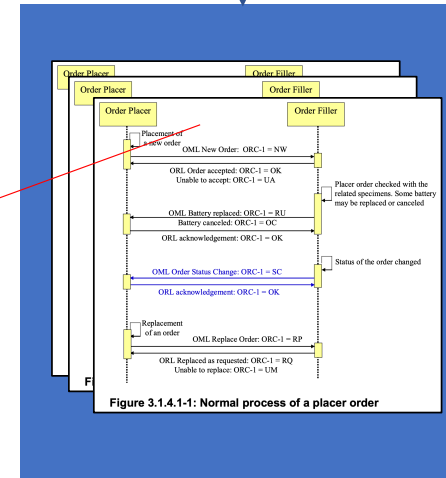 Order Placer
Order Filler
Order Placer
Order Filler
Order Placer
Order Filler
Placement of
a new order
OML New Order: ORC-1 = NW
ORL Order accepted: ORC-1 = OK
Unable to accept: ORC-1 = UA
Placer order checked with the
related specimens. Some battery
may be replaced or canceled
OML Battery replaced: ORC-1 = RU
Battery canceled: ORC-1 = OC
ORL acknowledgement: ORC-1 = OK
Status of the order changed
OML Order Status Change: ORC-1 = SC
ORL acknowledgement: ORC-1 = OK
Replacement
of an order
OML Replace Order: ORC-1 = RP
ORL Replaced as requested: ORC-1 = RQ
Unable to replace: ORC-1 = UM
Fi
Figure 3.1.4.1-1: Normal process of a placer order